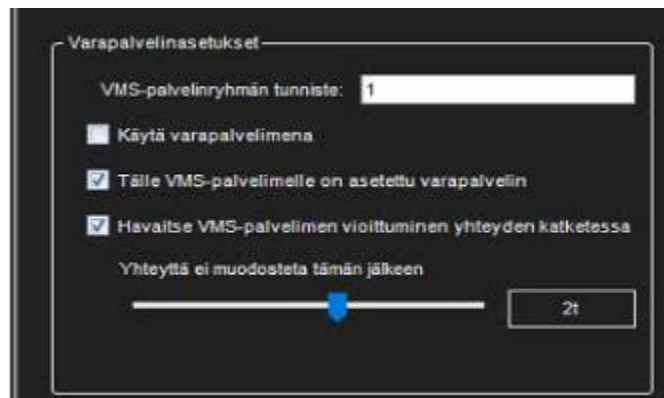 Varapalvelinasetukset
VMS-palvelinryhmän tunniste: 1
Käytä varapalvelimena
Tälle VMS-palvelimelle on asetettu varapalvelin
Havaitse VMS-palvelimen vioittuminen yhteyden katketessa
Yhteyttä ei muodosteta tämän jälkeen
2t